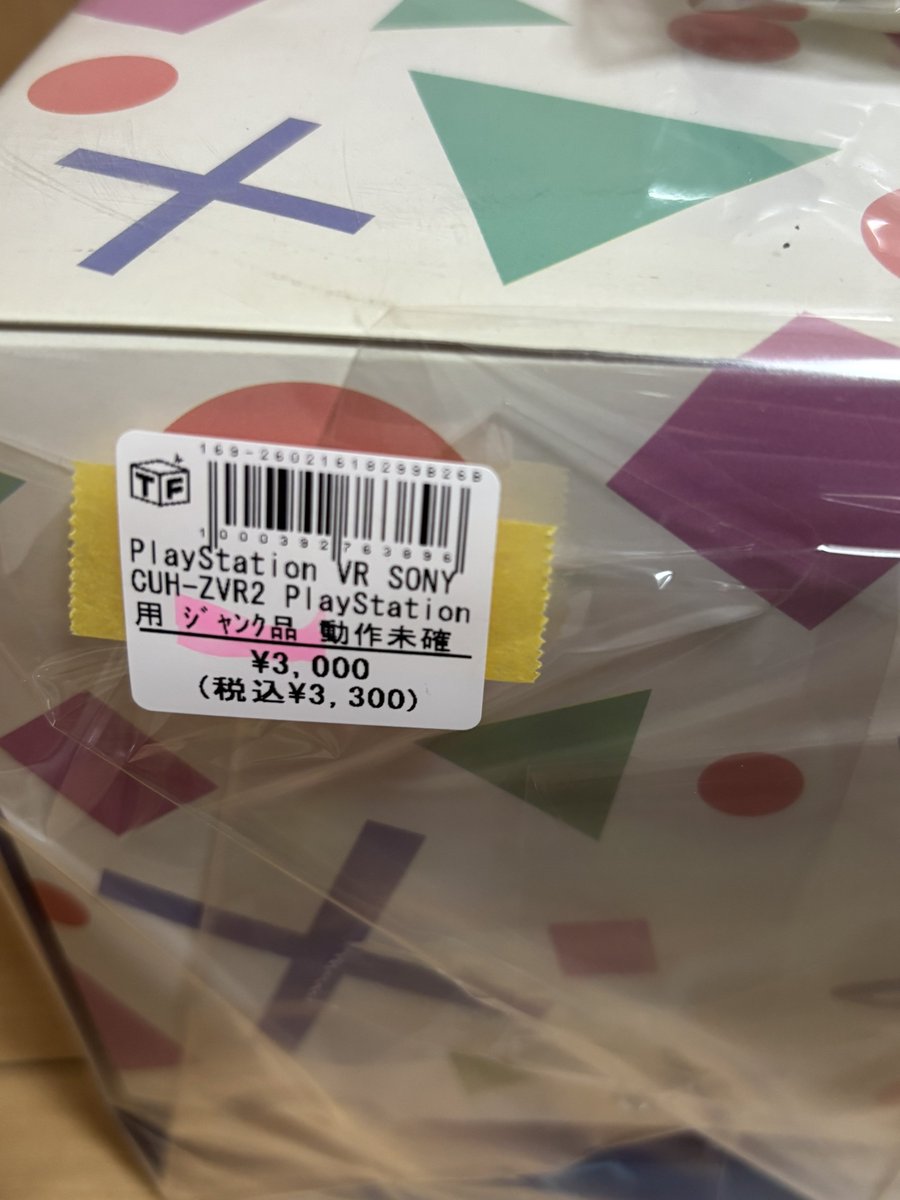 TF
169-26021618299B26B
1000392763896
PlayStation VR SONY
CUH-ZVR2 PlayStation
用 ジャンク品 動作未確
¥3,000
(税込¥3,300)